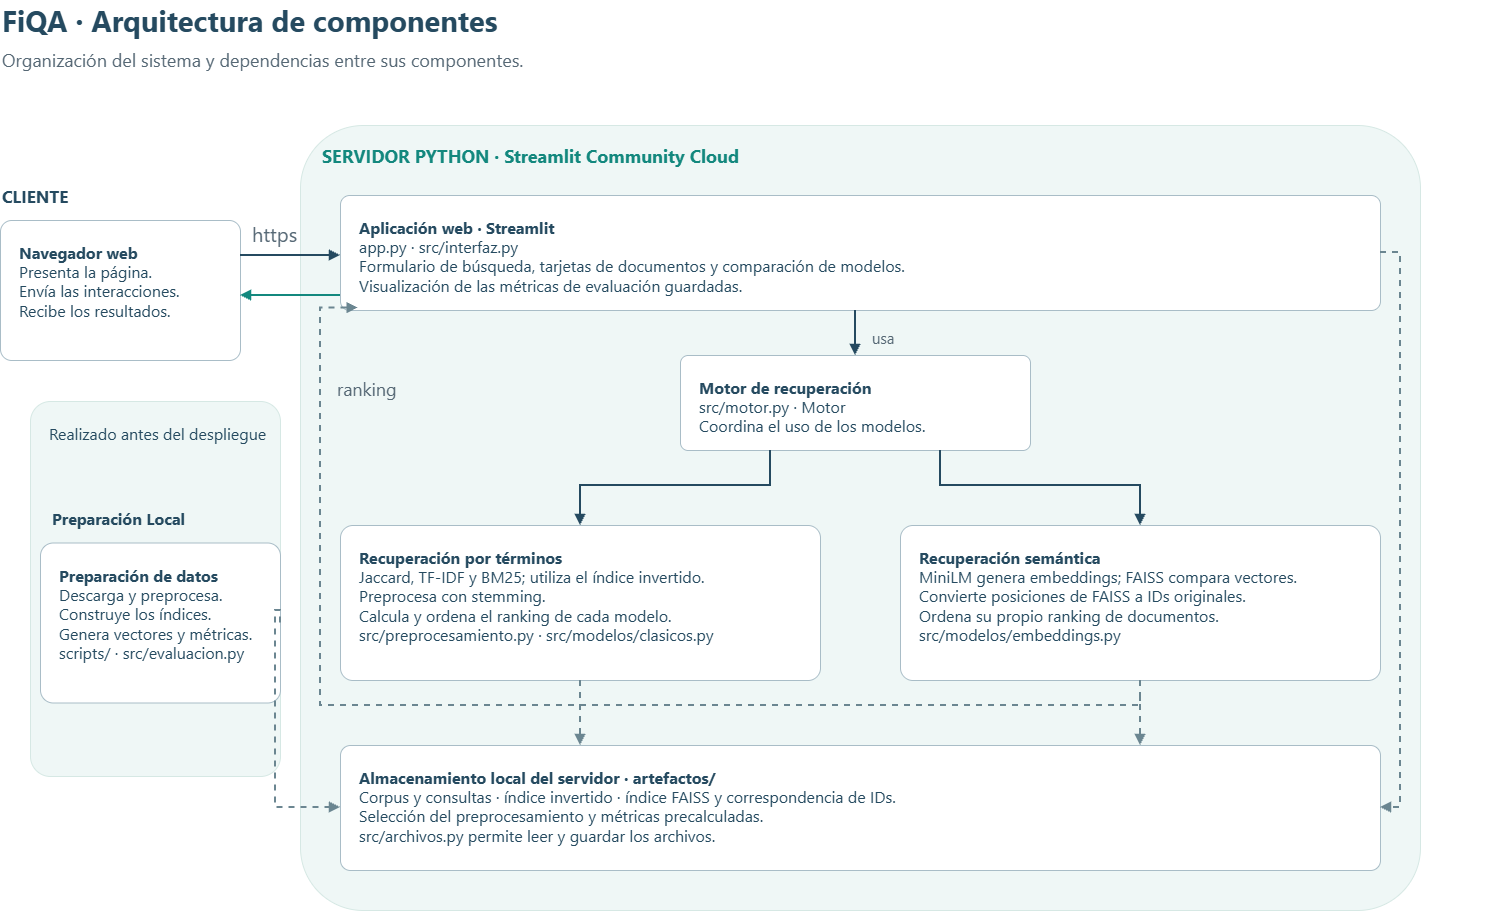 FiQA · Arquitectura de componentes
Organización del sistema y dependencias entre sus componentes.
SERVIDOR PYTHON · Streamlit Community Cloud
CLIENTE
Navegador web
Presenta la página.
Envía las interacciones.
Recibe los resultados.
https
Aplicación web · Streamlit
app.py · src/interfaz.py
Formulario de búsqueda, tarjetas de documentos y comparación de modelos.
Visualización de las métricas de evaluación guardadas.
usa
ranking
Motor de recuperación
src/motor.py · Motor
Coordina el uso de los modelos.
Realizado antes del despliegue
Preparación Local
Preparación de datos
Descarga y preprocesa.
Construye los índices.
Genera vectores y métricas.
scripts/ · src/evaluacion.py
Recuperación por términos
Jaccard, TF-IDF y BM25; utiliza el índice invertido.
Preprocesa con stemming.
Calcula y ordena el ranking de cada modelo.
src/preprocesamiento.py · src/modelos/clasicos.py
Recuperación semántica
MiniLM genera embeddings; FAISS compara vectores.
Convierte posiciones de FAISS a IDs originales.
Ordena su propio ranking de documentos.
src/modelos/embeddings.py
Almacenamiento local del servidor · artefactos/
Corpus y consultas · índice invertido · índice FAISS y correspondencia de IDs.
Selección del preprocesamiento y métricas precalculadas.
src/archivos.py permite leer y guardar los archivos.